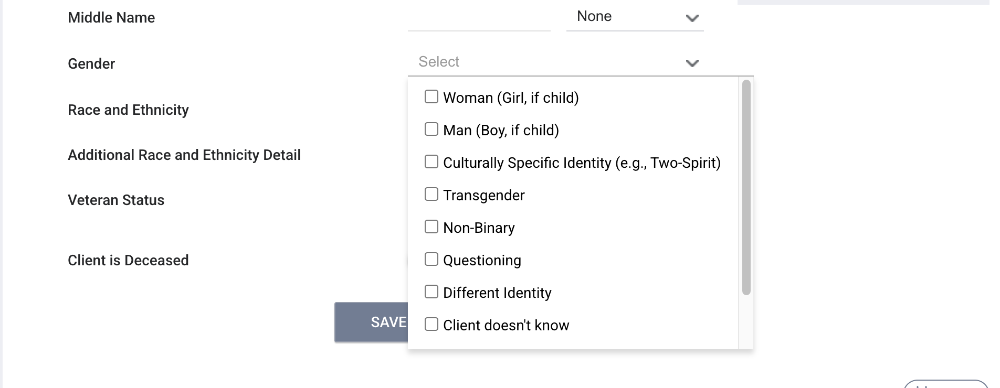 Middle Name
None
Gender
Select
Woman (Girl, if child)
Race and Ethnicity
Man (Boy, if child)
Additional Race and Ethnicity Detail
Culturally Specific Identity (e.g., Two-Spirit)
Veteran Status
Transgender
Non-Binary
Client is Deceased
Questioning
Different Identity
SAVE
Client doesn't know